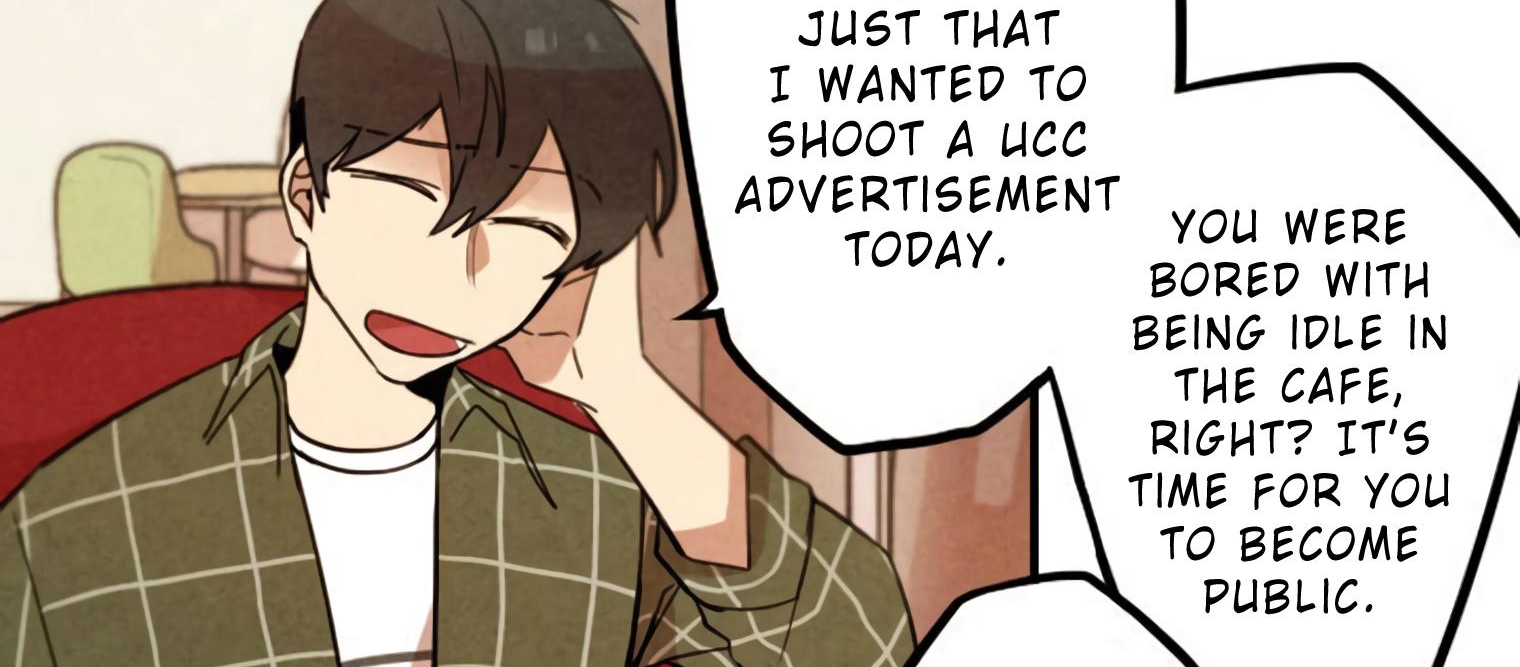 JUST THAT
I WANTED TO
SHOOT A UCC
ADVERTISEMENT
TODAY.
YOU WERE
BORED WITH
BEING IDLE IN
THE CAFE,
RIGHT? IT'S
TIME FOR YOU
TO BECOME
PUBLIC.